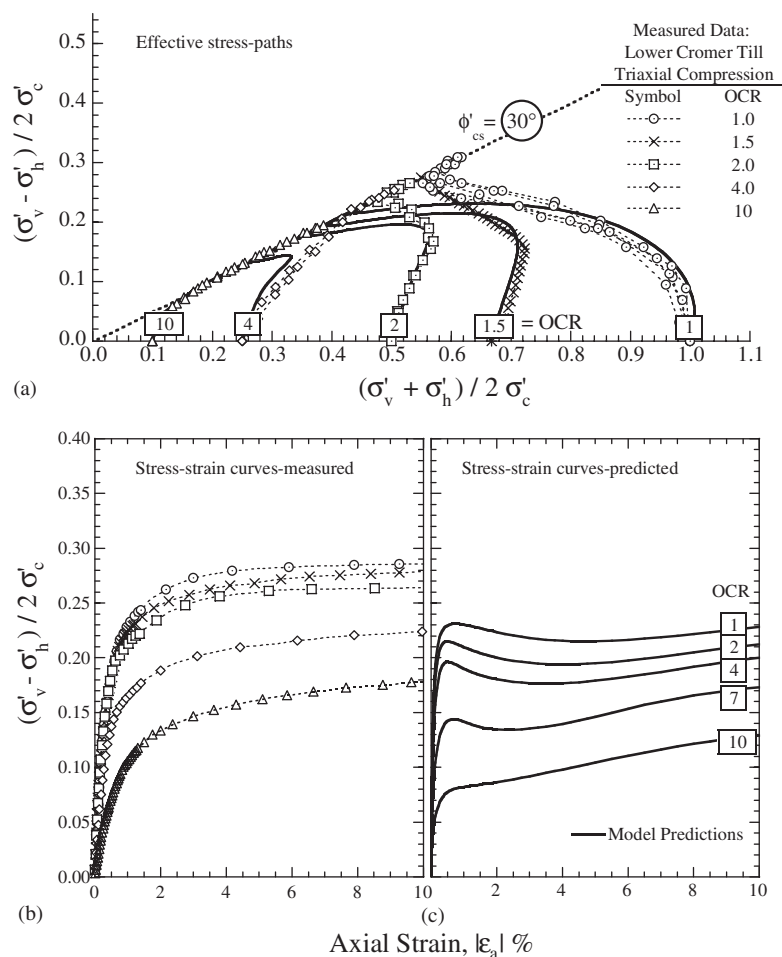 0.5
0.4
0.3
0.2
0.1
0.0
(σ'v - σ'h) / 2 σ'c
Effective stress-paths
Measured Data:
Lower Cromer Till
Triaxial Compression
Symbol OCR
1.0
1.5
2.0
4.0
10
ϕ'cs = 30°
10
4
2
1.5 = OCR
1
0.0 0.1 0.2 0.3 0.4 0.5 0.6 0.7 0.8 0.9 1.0 1.1
(a)
(σ'v + σ'h) / 2 σ'c
0.40
0.35
0.30
0.25
0.20
0.15
0.10
0.05
0.00
(σ'v - σ'h) / 2 σ'c
Stress-strain curves-measured
0 2 4 6 8 10
(b)
Stress-strain curves-predicted
OCR
1
2
4
7
10
Model Predictions
2 4 6 8 10
(c)
Axial Strain, |εa| %